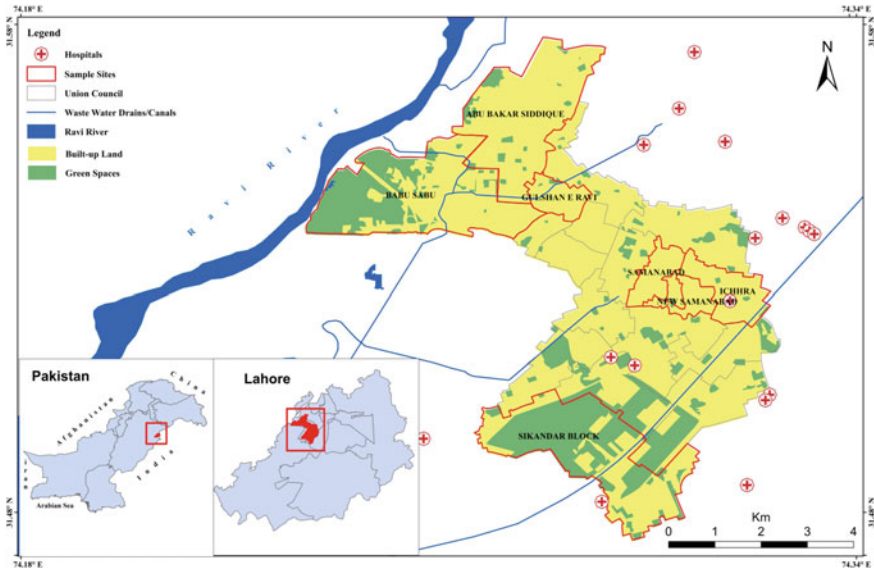 74.18° E
74.34° E
31.58° N
31.58° N
Legend
Hospitals
Sample Sites
Union Council
Waste Water Drains/Canals
Ravi River
Built-up Land
Green Spaces
N
Ravi River
ABU BAKAR SIDDIQUE
BABU SABU
GULSHAN E RAVI
SAMANABAD
ICHHRA
NEW SAMANABAD
SIKANDAR BLOCK
Pakistan
China
Afghanistan
India
Iran
Arabian Sea
Lahore
Km
0 1 2 3 4
31.48° N
31.48° N
74.18° E
74.34° E